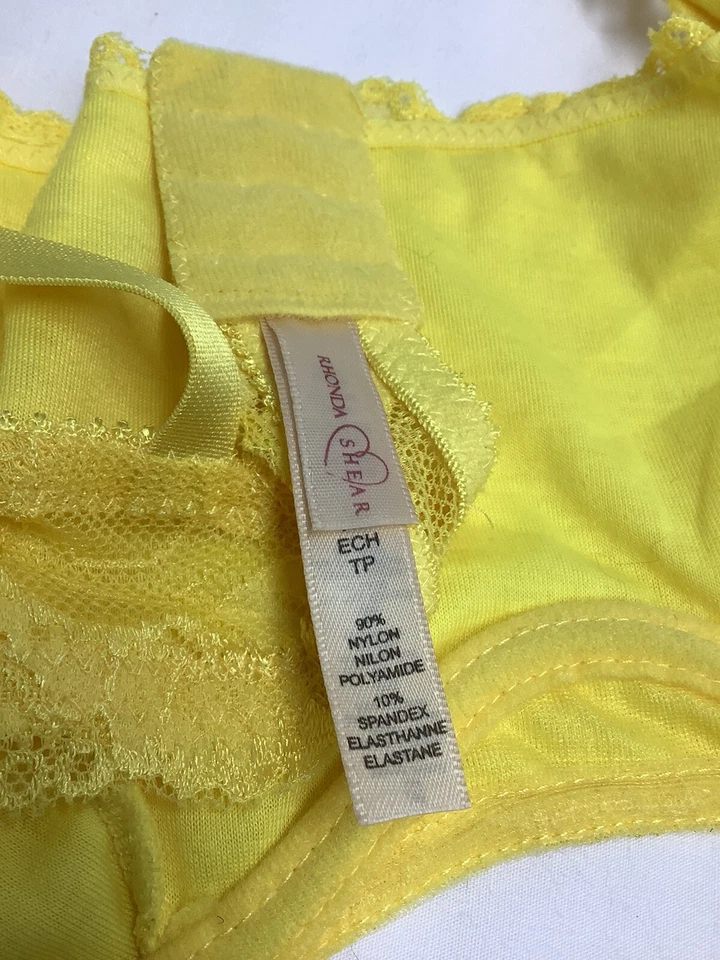 RHONDA
SHEAR
ECH
TP
90%
NYLON
NILON
POLYAMIDE
10%
SPANDEX
ELASTHANNE
ELASTANE